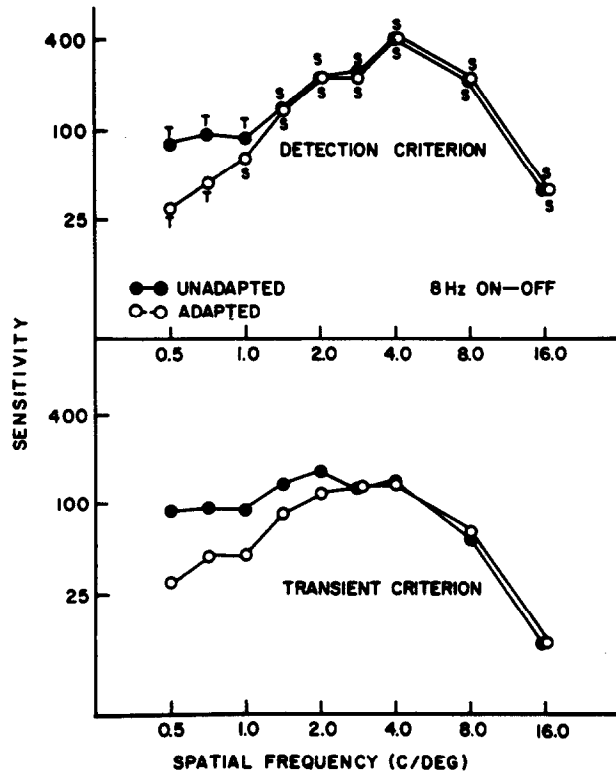 400
100
25
S
S
S
S
S
S
T
T
T
S
S
S
S
S
S
S
T
T
S
DETECTION CRITERION
UNADAPTED
ADAPTED
8 Hz ON—OFF
0.5 1.0 2.0 4.0 8.0 16.0
SENSITIVITY
400
100
25
TRANSIENT CRITERION
0.5 1.0 2.0 4.0 8.0 16.0
SPATIAL FREQUENCY (C/DEG)